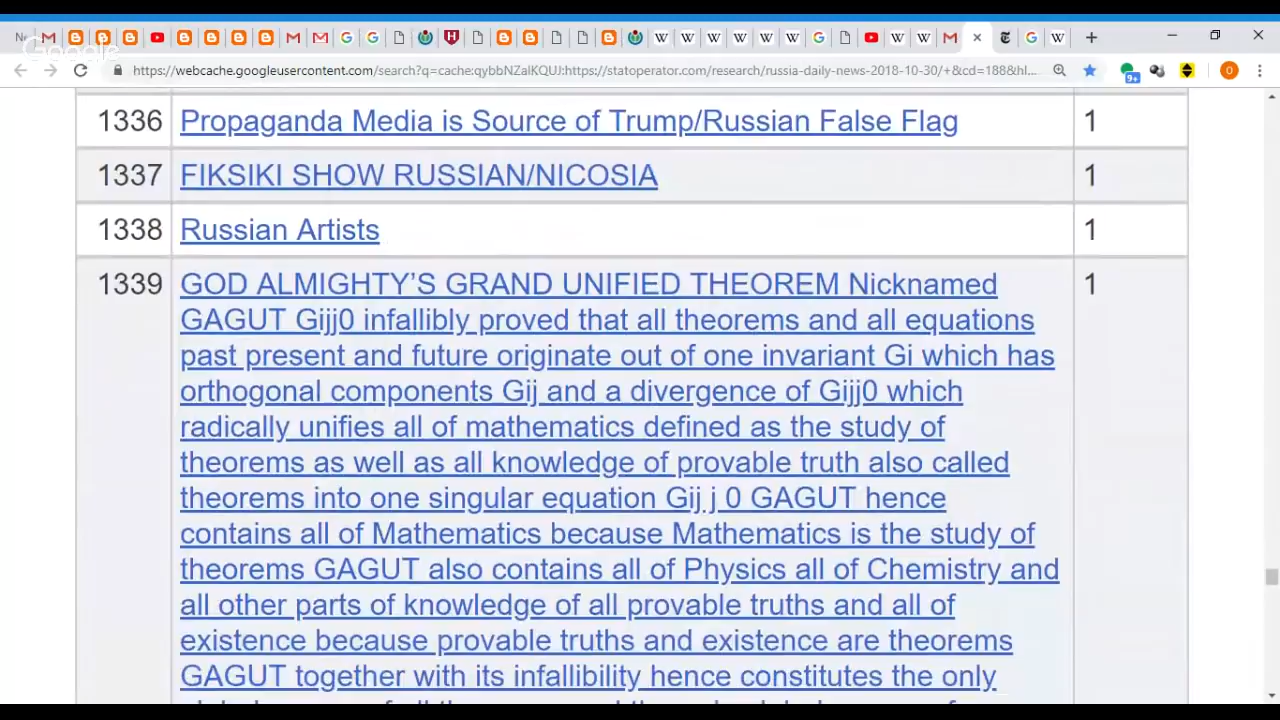 Google
https://webcache.googleusercontent.com/search?q=cache:qybbNZalKQUJ:https://statoperator.com/research/russia-daily-news-2018-10-30/+&cd=188&hl...
9+
O
1336 Propaganda Media is Source of Trump/Russian False Flag 1
1337 FIKSIKI SHOW RUSSIAN/NICOSIA 1
1338 Russian Artists 1
1339 GOD ALMIGHTY’S GRAND UNIFIED THEOREM Nicknamed 1
GAGUT Gijj0 infallibly proved that all theorems and all equations
past present and future originate out of one invariant Gi which has
orthogonal components Gij and a divergence of Gijj0 which
radically unifies all of mathematics defined as the study of
theorems as well as all knowledge of provable truth also called
theorems into one singular equation Gij j 0 GAGUT hence
contains all of Mathematics because Mathematics is the study of
theorems GAGUT also contains all of Physics all of Chemistry and
all other parts of knowledge of all provable truths and all of
existence because provable truths and existence are theorems
GAGUT together with its infallibility hence constitutes the only